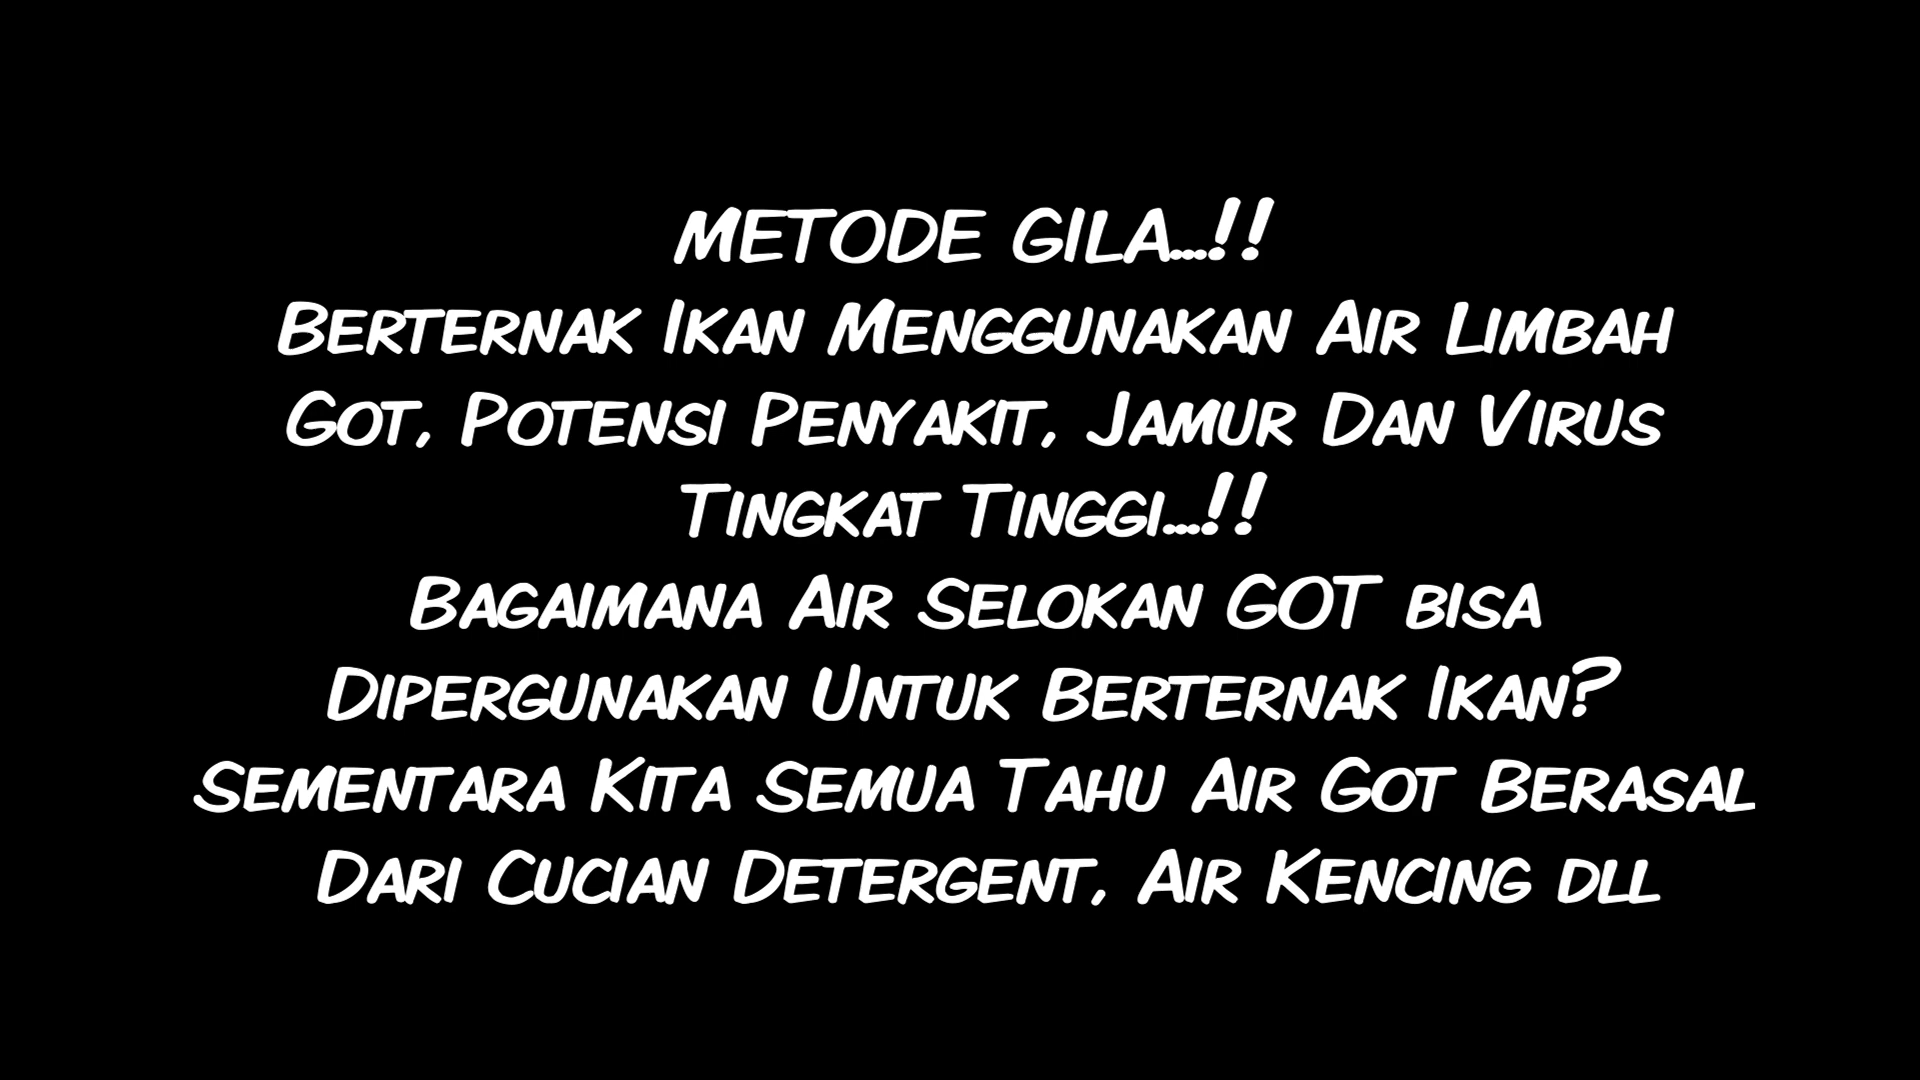 METODE GILA...!!
Berternak Ikan Menggunakan Air Limbah
Got, Potensi Penyakit, Jamur Dan Virus
Tingkat Tinggi...!!
Bagaimana Air Selokan GOT bisa
Dipergunakan Untuk Berternak Ikan?
Sementara Kita Semua Tahu Air Got Berasal
Dari Cucian Detergent, Air Kencing dll